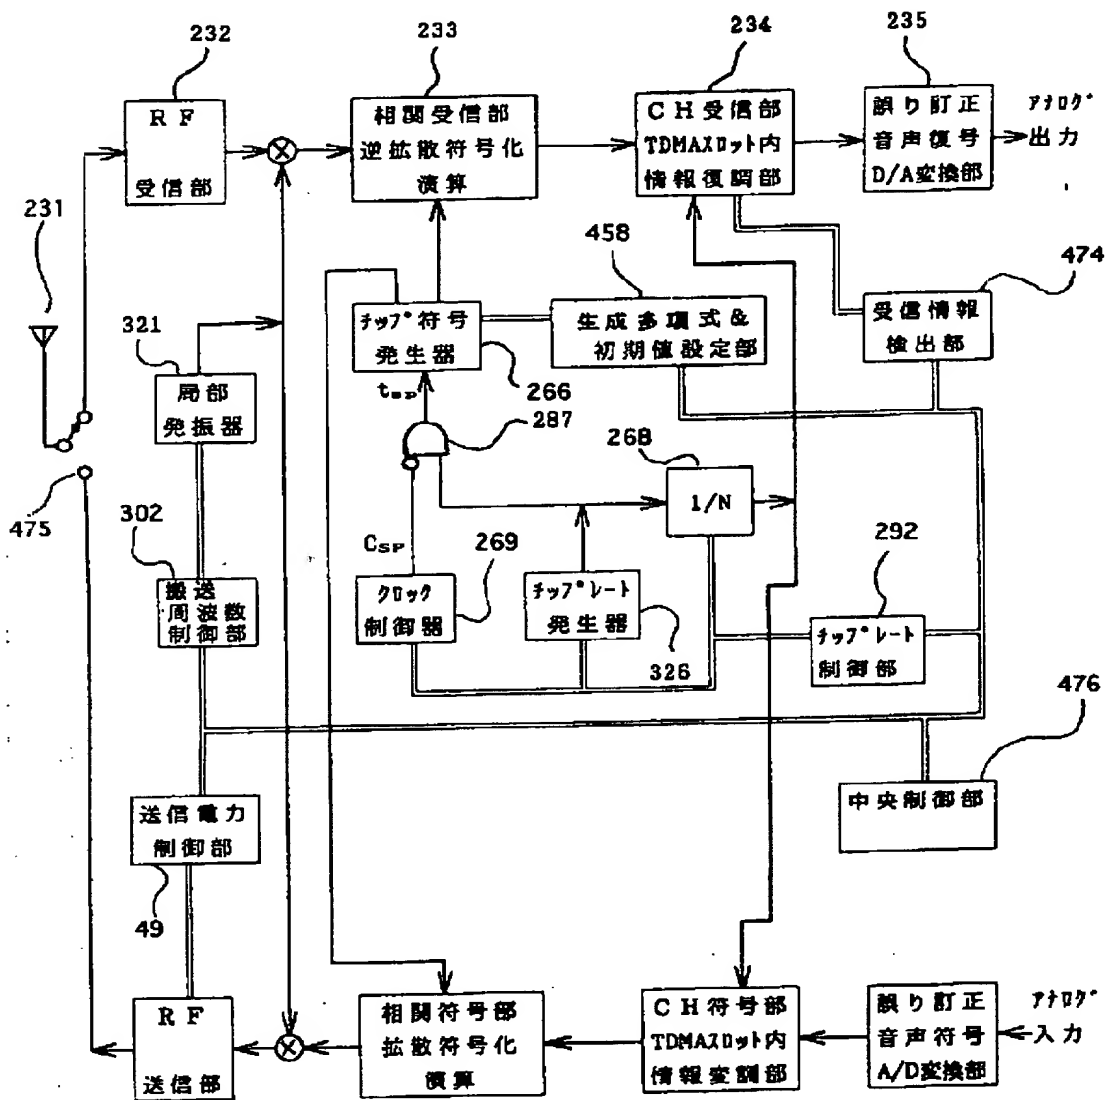 232
233
234
235
RF
受信部
相関受信部
逆拡散符号化
演算
CH受信部
TDMAスロット内
情報復調部
誤り訂正
音声復号
D/A変換部
アナログ
出力
231
321
局部
発振器
チップ符号
発生器
266
458
生成多項式&
初期値設定部
474
受信情報
検出部
tSP
287
268
1/N
475
302
搬送
周波数
制御部
CSP
269
クロック
制御器
チップレート
発生器
326
292
チップレート
制御部
476
中央制御部
送信電力
制御部
49
RF
送信部
相関符号部
拡散符号化
演算
CH符号部
TDMAスロット内
情報変調部
誤り訂正
音声符号
A/D変換部
アナログ
入力